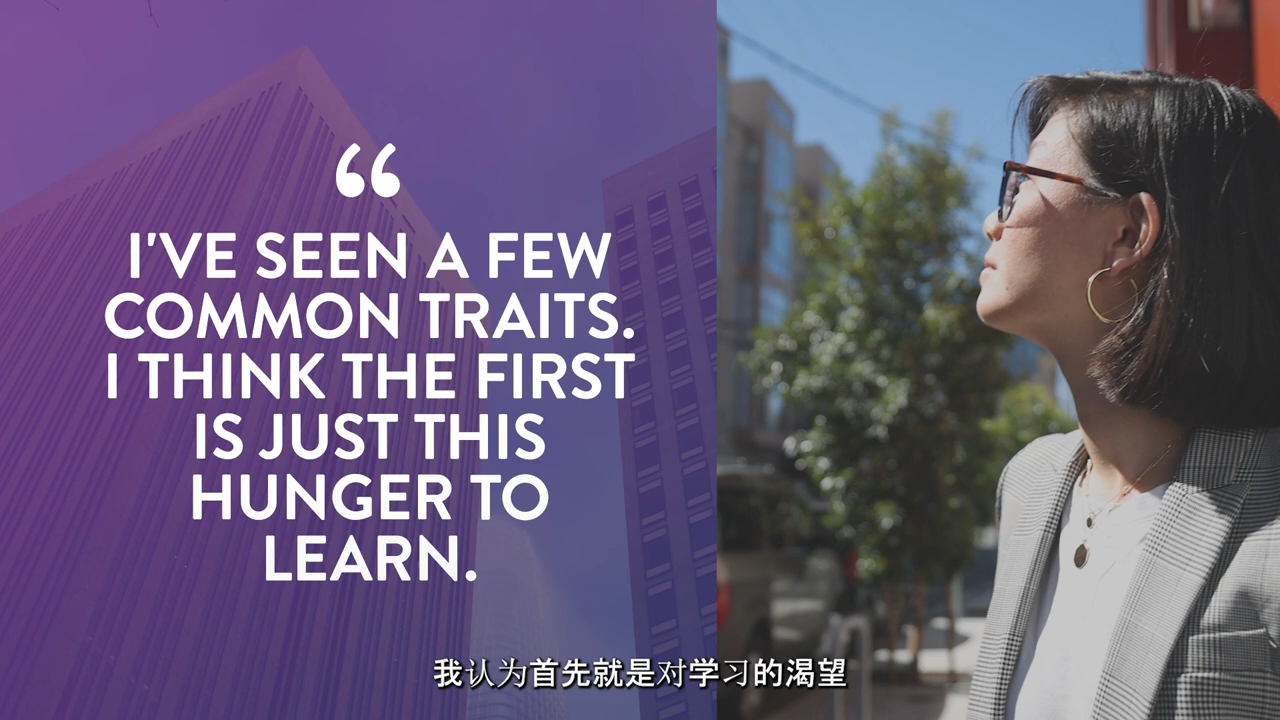 “
I'VE SEEN A FEW
COMMON TRAITS.
I THINK THE FIRST
IS JUST THIS
HUNGER TO
LEARN.
我认为首先就是对学习的渴望